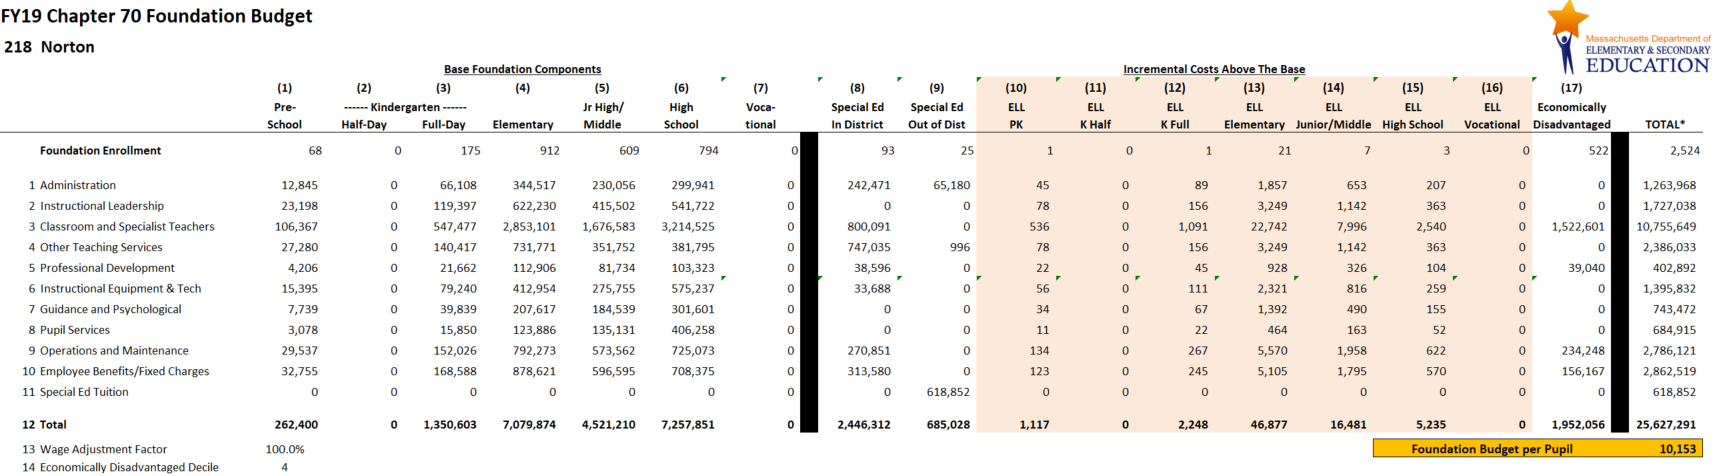 FY19 Chapter 70 Foundation Budget
218 Norton
Massachusetts Department of
ELEMENTARY & SECONDARY
EDUCATION
Base Foundation Components Incremental Costs Above The Base
(1) (2) (3) (4) (5) (6) (7) (8) (9) (10) (11) (12) (13) (14) (15) (16) (17)
Pre- ------ Kindergarten ------ Jr High/ High Voca- Special Ed Special Ed ELL ELL ELL ELL ELL ELL ELL Economically
School Half-Day Full-Day Elementary Middle School tional In District Out of Dist PK K Half K Full Elementary Junior/Middle High School Vocational Disadvantaged TOTAL*
Foundation Enrollment 68 0 175 912 609 794 0 93 25 1 0 1 21 7 3 0 522 2,524
1 Administration 12,845 0 66,108 344,517 230,056 299,941 0 242,471 65,180 45 0 89 1,857 653 207 0 0 1,263,968
2 Instructional Leadership 23,198 0 119,397 622,230 415,502 541,722 0 0 0 78 0 156 3,249 1,142 363 0 0 1,727,038
3 Classroom and Specialist Teachers 106,367 0 547,477 2,853,101 1,676,583 3,214,525 0 800,091 0 536 0 1,091 22,742 7,996 2,540 0 1,522,601 10,755,649
4 Other Teaching Services 27,280 0 140,417 731,771 351,752 381,795 0 747,035 996 78 0 156 3,249 1,142 363 0 0 2,386,033
5 Professional Development 4,206 0 21,662 112,906 81,734 103,323 0 38,596 0 22 0 45 928 326 104 0 39,040 402,892
6 Instructional Equipment & Tech 15,395 0 79,240 412,954 275,755 575,237 0 33,688 0 56 0 111 2,321 816 259 0 0 1,395,832
7 Guidance and Psychological 7,739 0 39,839 207,617 184,539 301,601 0 0 0 34 0 67 1,392 490 155 0 0 743,472
8 Pupil Services 3,078 0 15,850 123,886 135,131 406,258 0 0 0 11 0 22 464 163 52 0 0 684,915
9 Operations and Maintenance 29,537 0 152,026 792,273 573,562 725,073 0 270,851 0 134 0 267 5,570 1,958 622 0 234,248 2,786,121
10 Employee Benefits/Fixed Charges 32,755 0 168,588 878,621 596,595 708,375 0 313,580 0 123 0 245 5,105 1,795 570 0 156,167 2,862,519
11 Special Ed Tuition 0 0 0 0 0 0 0 0 618,852 0 0 0 0 0 0 0 0 618,852
12 Total 262,400 0 1,350,603 7,079,874 4,521,210 7,257,851 0 2,446,312 685,028 1,117 0 2,248 46,877 16,481 5,235 0 1,952,056 25,627,291
13 Wage Adjustment Factor 100.0% Foundation Budget per Pupil 10,153
14 Economically Disadvantaged Decile 4